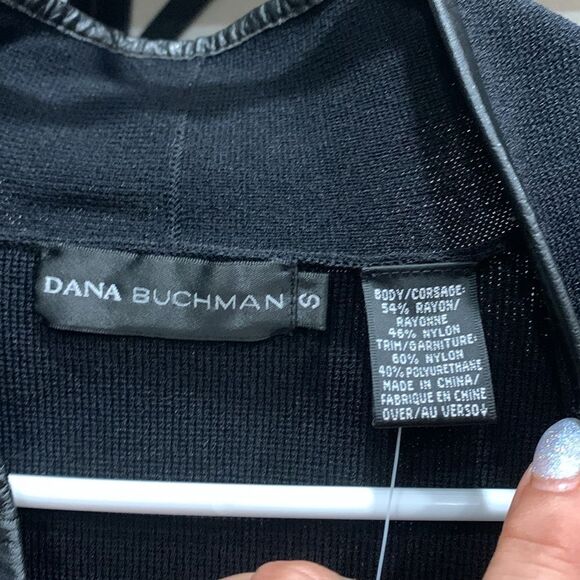 DANA BUCHMAN
S
BODY/CORSAGE:
54% RAYON/
RAYONNE
46% NYLON
TRIM/GARNITURE:
60% NYLON
40% POLYURETHANE
MADE IN CHINA/
FABRIQUE EN CHINE
OVER/AU VERSO↓